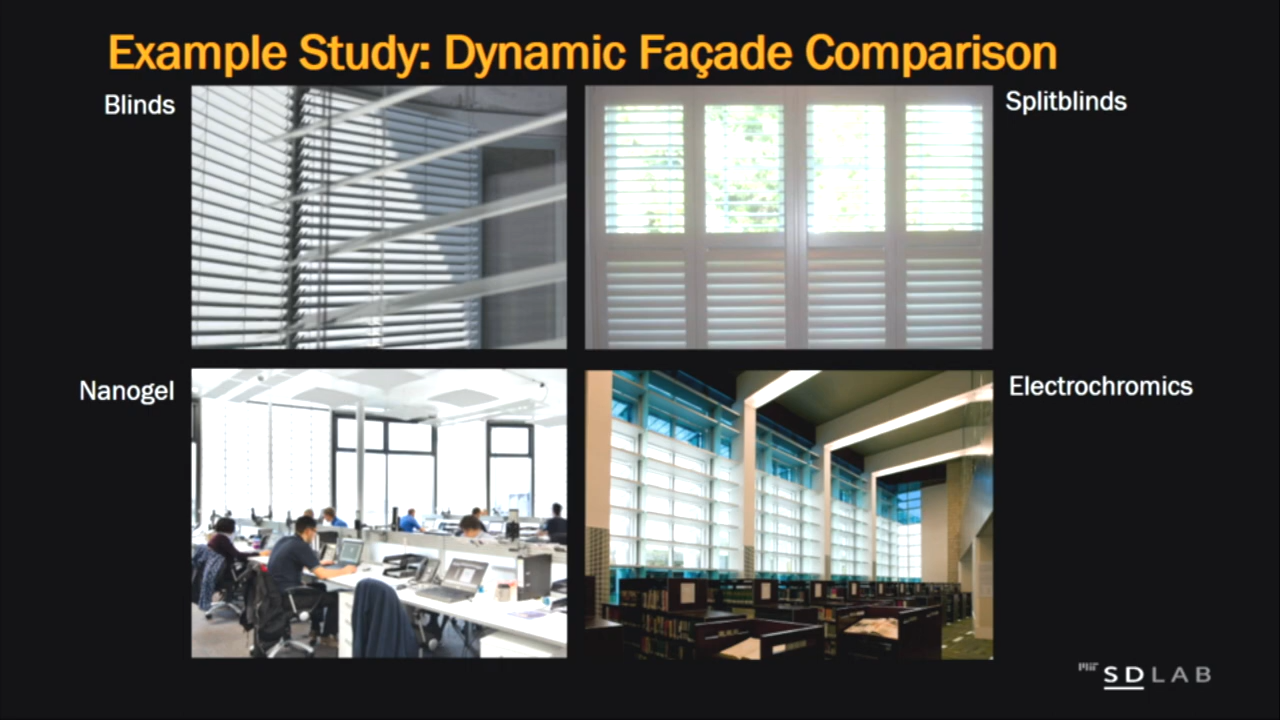 Example Study: Dynamic Façade Comparison
Blinds
Splitblinds
Nanogel
Electrochromics
MIT SDLAB